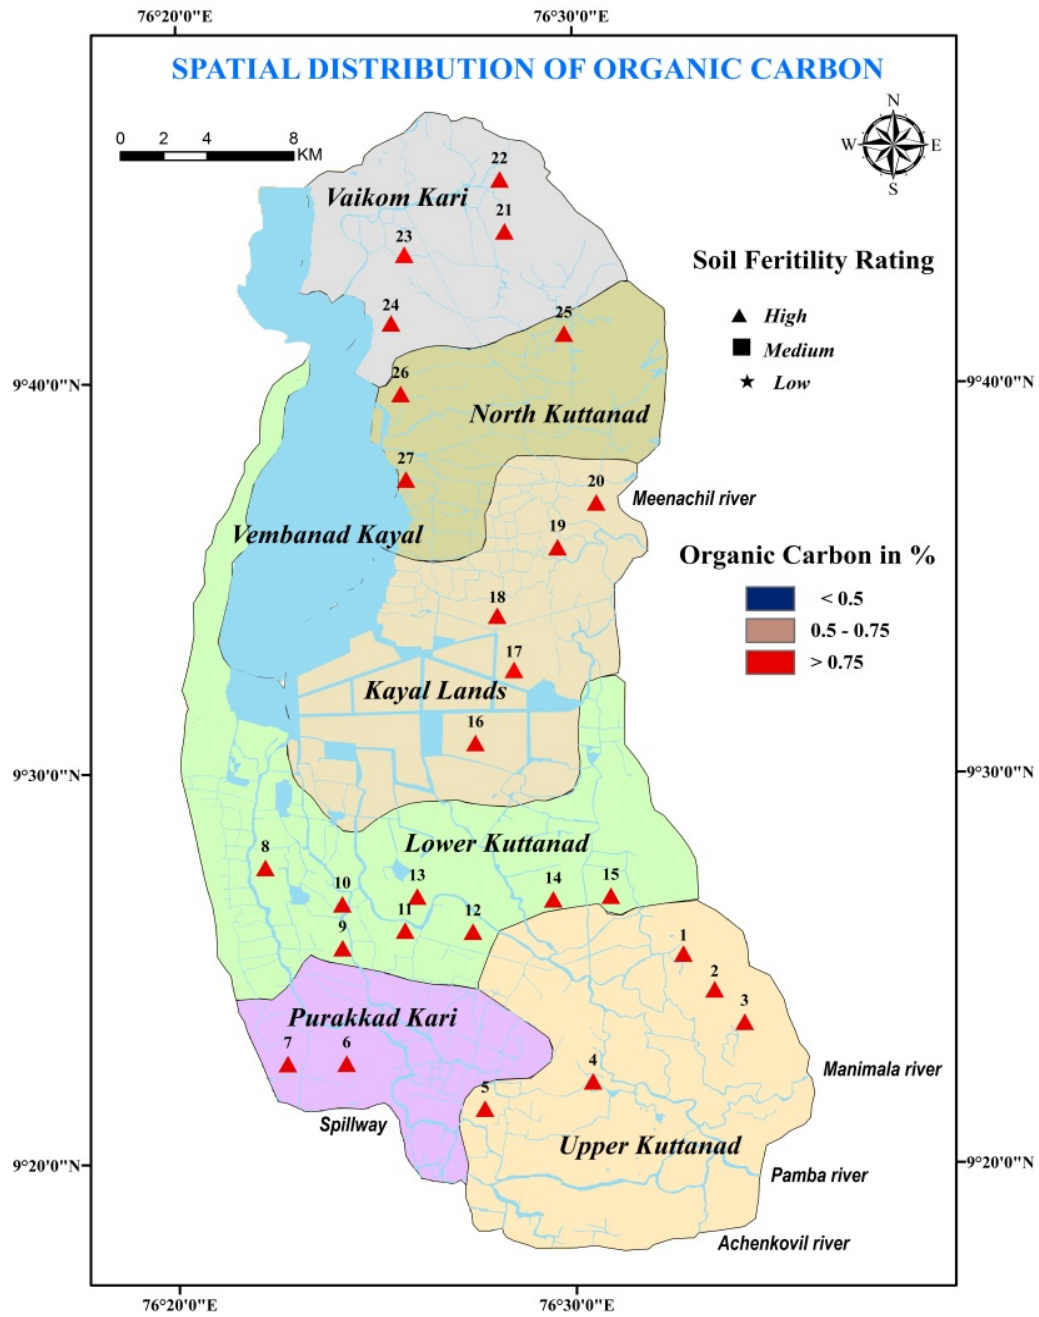 76°20'0"E 76°30'0"E
SPATIAL DISTRIBUTION OF ORGANIC CARBON
N
0 2 4 8
KM
W E
S
22
Vaikom Kari
21
23
Soil Feritility Rating
24
25
High
Medium
Low
26
9°40'0"N 9°40'0"N
North Kuttanad
27
20
Meenachil river
19
Vembanad Kayal
Organic Carbon in %
18
< 0.5
0.5 - 0.75
17
> 0.75
Kayal Lands
16
9°30'0"N 9°30'0"N
Lower Kuttanad
8
13
14
15
10
11
12
9
1
2
3
Purakkad Kari
7
6
4
Manimala river
5
Spillway
Upper Kuttanad
9°20'0"N 9°20'0"N
Pamba river
Achenkovil river
76°20'0"E 76°30'0"E